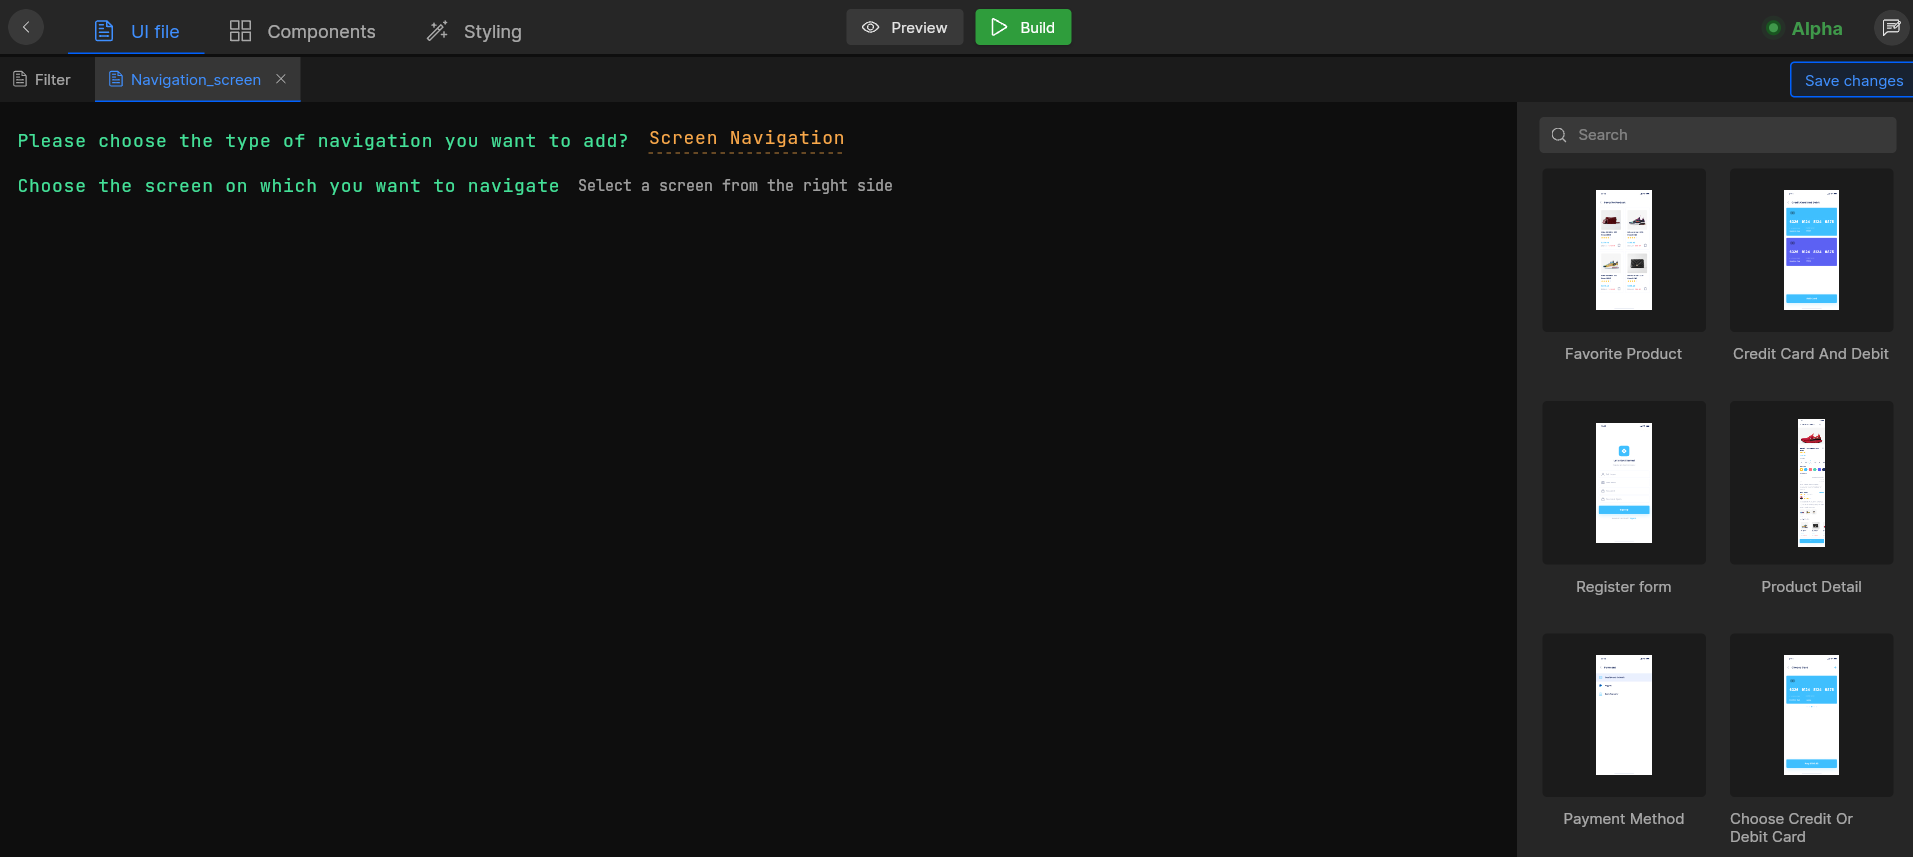 UI file
Components
Styling
Preview
Build
Alpha
Filter
Navigation_screen
Save changes
Please choose the type of navigation you want to add? Screen Navigation
Choose the screen on which you want to navigate Select a screen from the right side
Search
Favorite Product
Credit Card And Debit
Register form
Product Detail
Payment Method
Choose Credit Or
Debit Card